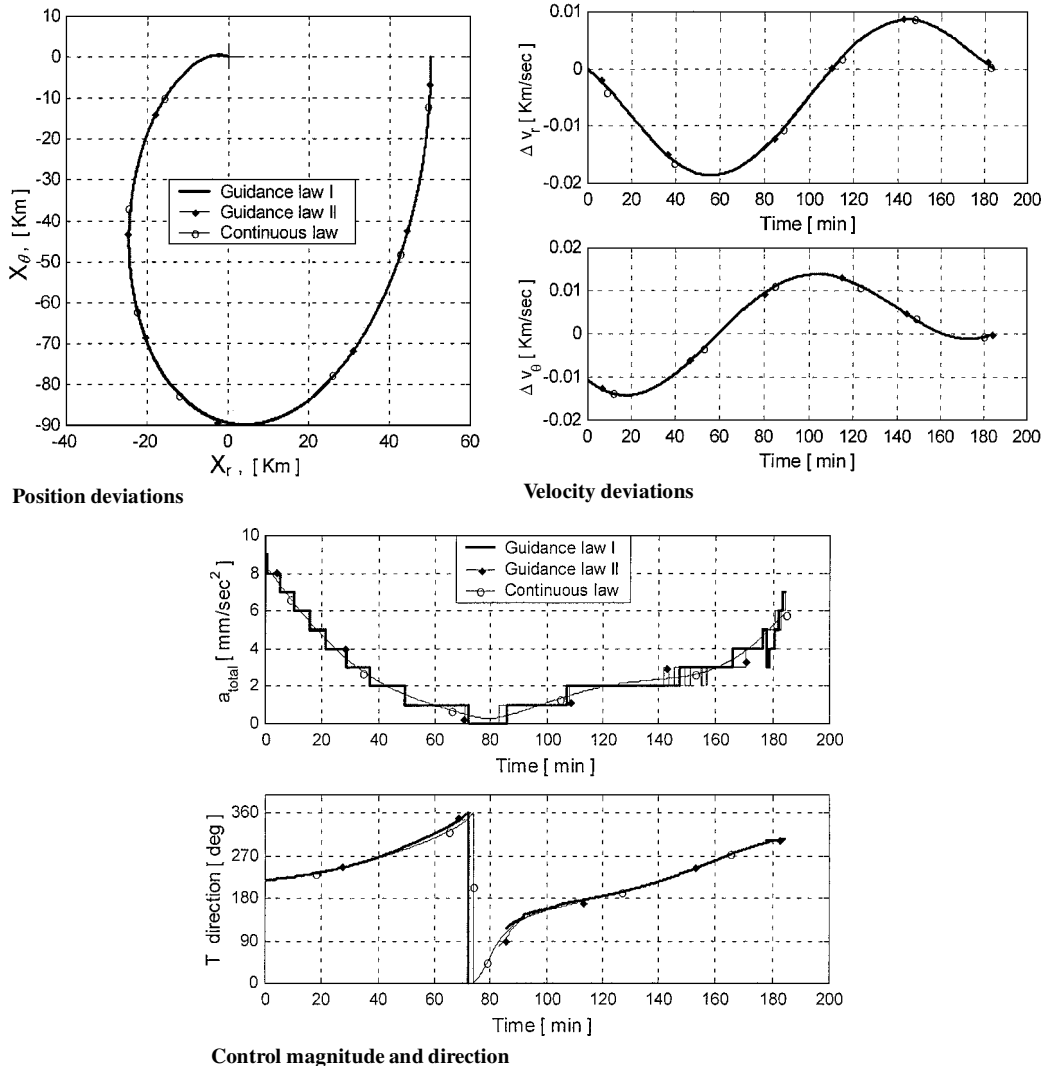 10
0
-10
-20
-30
-40
-50
-60
-70
-80
-90
-40
-20
0
20
40
60
X_θ, [Km]
X_r, [Km]
Guidance law I
Guidance law II
Continuous law
Position deviations
0.01
0
-0.01
-0.02
0 20 40 60 80 100 120 140 160 180 200
Δ v_r [Km/sec]
Time [min]
0.02
0.01
0
-0.01
-0.02
0 20 40 60 80 100 120 140 160 180 200
Δ v_θ [Km/sec]
Time [min]
Velocity deviations
10
8
6
4
2
0
0 20 40 60 80 100 120 140 160 180 200
a_total [mm/sec²]
Time [min]
Guidance law I
Guidance law II
Continuous law
360
270
180
90
0
0 20 40 60 80 100 120 140 160 180 200
T direction [deg]
Time [min]
Control magnitude and direction